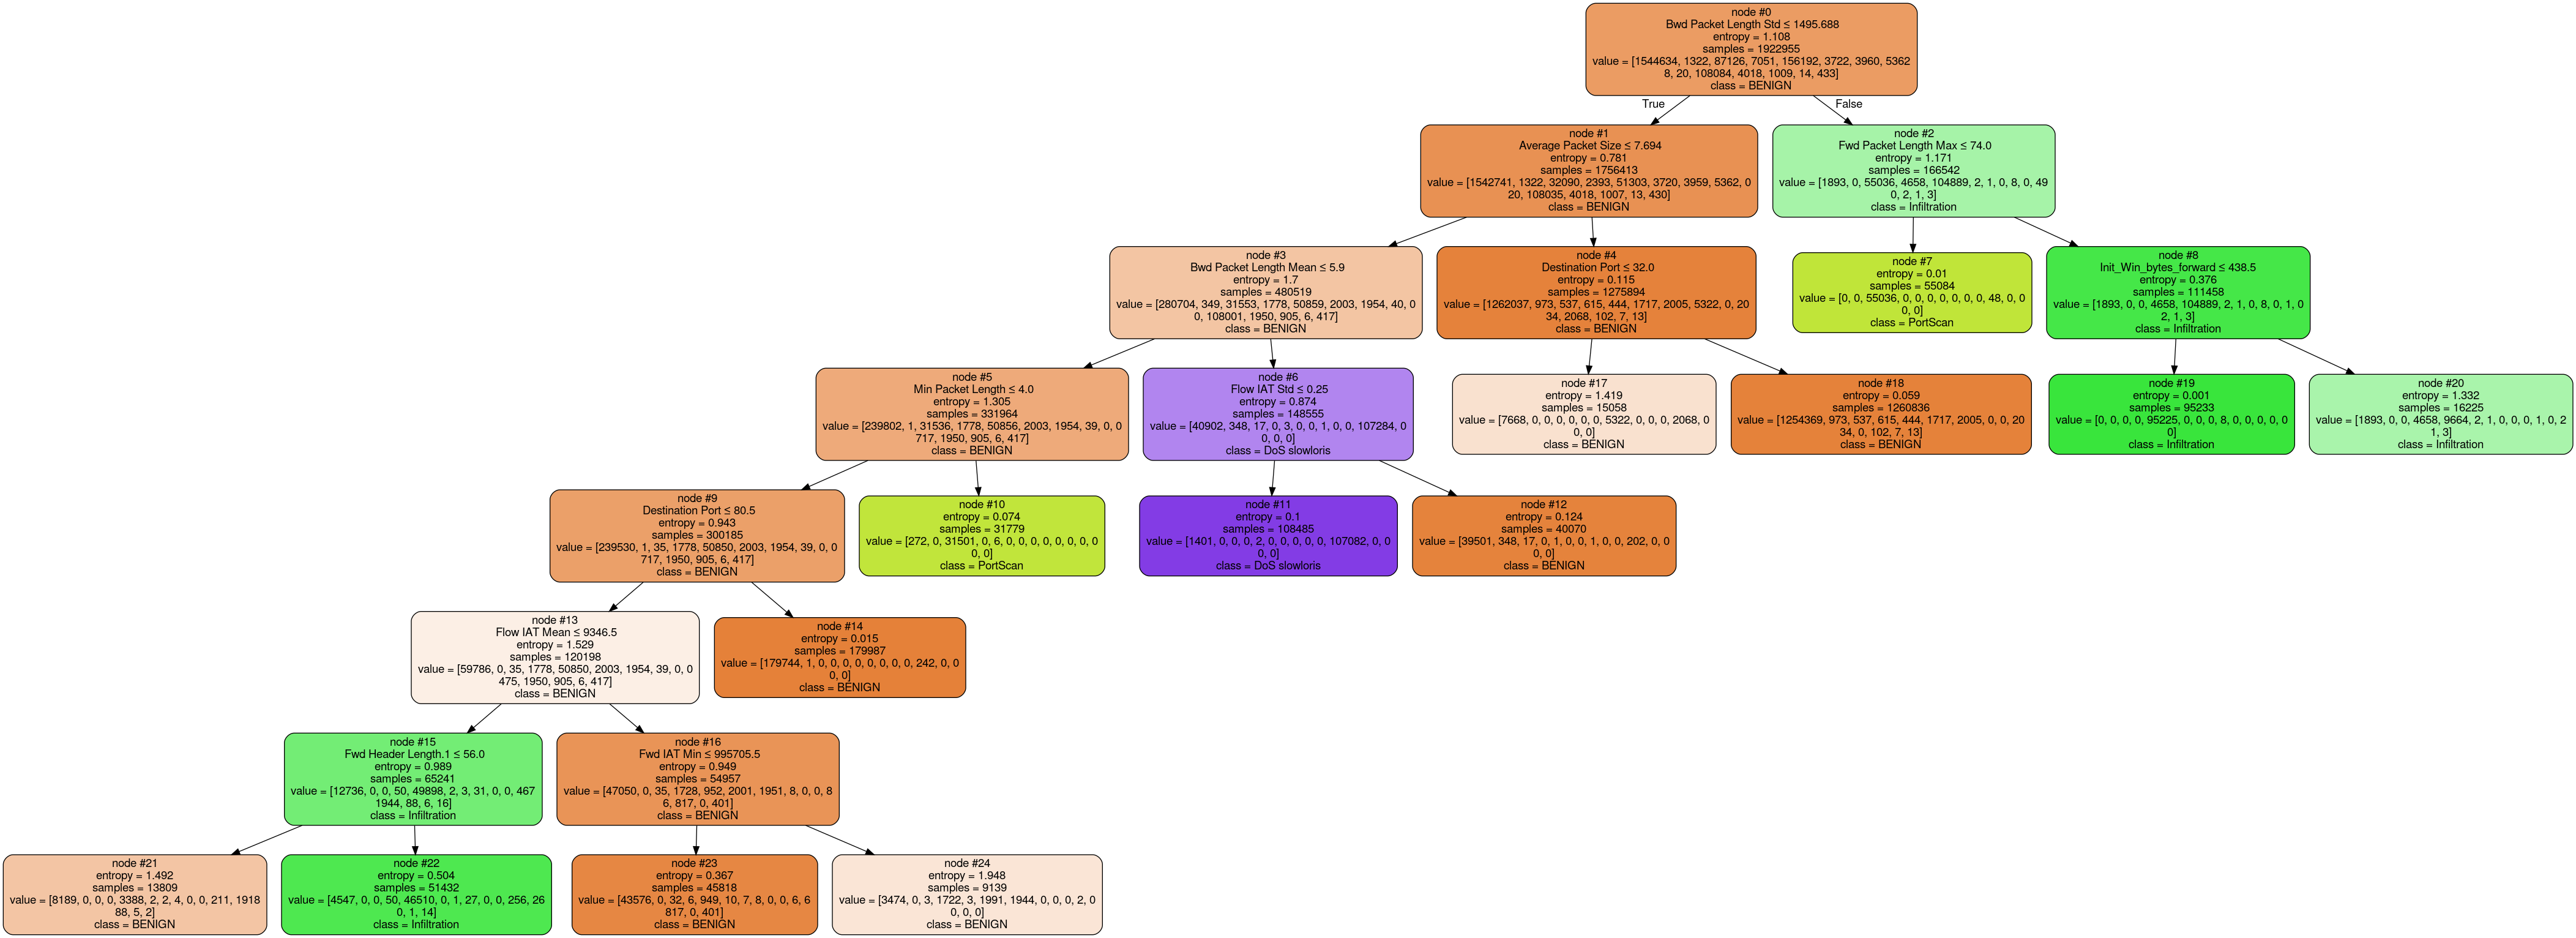 node #0
Bwd Packet Length Std ≤ 1495.688
entropy = 1.108
samples = 1922955
value = [1544634, 1322, 87126, 7051, 156192, 3722, 3960, 5362
8, 20, 108084, 4018, 1009, 14, 433]
class = BENIGN
True
False
node #1
Average Packet Size ≤ 7.694
entropy = 0.781
samples = 1756413
value = [1542741, 1322, 32090, 2393, 51303, 3720, 3959, 5362, 0
20, 108035, 4018, 1007, 13, 430]
class = BENIGN
node #2
Fwd Packet Length Max ≤ 74.0
entropy = 1.171
samples = 166542
value = [1893, 0, 55036, 4658, 104889, 2, 1, 0, 8, 0, 49
0, 2, 1, 3]
class = Infiltration
node #3
Bwd Packet Length Mean ≤ 5.9
entropy = 1.7
samples = 480519
value = [280704, 349, 31553, 1778, 50859, 2003, 1954, 40, 0
0, 108001, 1950, 905, 6, 417]
class = BENIGN
node #4
Destination Port ≤ 32.0
entropy = 0.115
samples = 1275894
value = [1262037, 973, 537, 615, 444, 1717, 2005, 5322, 0, 20
34, 2068, 102, 7, 13]
class = BENIGN
node #7
entropy = 0.01
samples = 55084
value = [0, 0, 55036, 0, 0, 0, 0, 0, 0, 0, 48, 0, 0
0, 0]
class = PortScan
node #8
Init_Win_bytes_forward ≤ 438.5
entropy = 0.376
samples = 111458
value = [1893, 0, 0, 4658, 104889, 2, 1, 0, 8, 0, 1, 0
2, 1, 3]
class = Infiltration
node #5
Min Packet Length ≤ 4.0
entropy = 1.305
samples = 331964
value = [239802, 1, 31536, 1778, 50856, 2003, 1954, 39, 0, 0
717, 1950, 905, 6, 417]
class = BENIGN
node #6
Flow IAT Std ≤ 0.25
entropy = 0.874
samples = 148555
value = [40902, 348, 17, 0, 3, 0, 0, 1, 0, 0, 107284, 0
0, 0, 0]
class = DoS slowloris
node #17
entropy = 1.419
samples = 15058
value = [7668, 0, 0, 0, 0, 0, 0, 5322, 0, 0, 0, 2068, 0
0, 0]
class = BENIGN
node #18
entropy = 0.059
samples = 1260836
value = [1254369, 973, 537, 615, 444, 1717, 2005, 0, 0, 20
34, 0, 102, 7, 13]
class = BENIGN
node #19
entropy = 0.001
samples = 95233
value = [0, 0, 0, 0, 95225, 0, 0, 0, 8, 0, 0, 0, 0, 0
0]
class = Infiltration
node #20
entropy = 1.332
samples = 16225
value = [1893, 0, 0, 4658, 9664, 2, 1, 0, 0, 0, 1, 0, 2
1, 3]
class = Infiltration
node #9
Destination Port ≤ 80.5
entropy = 0.943
samples = 300185
value = [239530, 1, 35, 1778, 50850, 2003, 1954, 39, 0, 0
717, 1950, 905, 6, 417]
class = BENIGN
node #10
entropy = 0.074
samples = 31779
value = [272, 0, 31501, 0, 6, 0, 0, 0, 0, 0, 0, 0, 0
0, 0]
class = PortScan
node #11
entropy = 0.1
samples = 108485
value = [1401, 0, 0, 0, 2, 0, 0, 0, 0, 0, 107082, 0, 0
0, 0]
class = DoS slowloris
node #12
entropy = 0.124
samples = 40070
value = [39501, 348, 17, 0, 1, 0, 0, 1, 0, 0, 202, 0, 0
0, 0]
class = BENIGN
node #13
Flow IAT Mean ≤ 9346.5
entropy = 1.529
samples = 120198
value = [59786, 0, 35, 1778, 50850, 2003, 1954, 39, 0, 0
475, 1950, 905, 6, 417]
class = BENIGN
node #14
entropy = 0.015
samples = 179987
value = [179744, 1, 0, 0, 0, 0, 0, 0, 0, 0, 242, 0, 0
0, 0]
class = BENIGN
node #15
Fwd Header Length.1 ≤ 56.0
entropy = 0.989
samples = 65241
value = [12736, 0, 0, 50, 49898, 2, 3, 31, 0, 0, 467
1944, 88, 6, 16]
class = Infiltration
node #16
Fwd IAT Min ≤ 995705.5
entropy = 0.949
samples = 54957
value = [47050, 0, 35, 1728, 952, 2001, 1951, 8, 0, 0, 8
6, 817, 0, 401]
class = BENIGN
node #21
entropy = 1.492
samples = 13809
value = [8189, 0, 0, 0, 3388, 2, 2, 4, 0, 0, 211, 1918
88, 5, 2]
class = BENIGN
node #22
entropy = 0.504
samples = 51432
value = [4547, 0, 0, 50, 46510, 0, 1, 27, 0, 0, 256, 26
0, 1, 14]
class = Infiltration
node #23
entropy = 0.367
samples = 45818
value = [43576, 0, 32, 6, 949, 10, 7, 8, 0, 0, 6, 6
817, 0, 401]
class = BENIGN
node #24
entropy = 1.948
samples = 9139
value = [3474, 0, 3, 1722, 3, 1991, 1944, 0, 0, 0, 2, 0
0, 0, 0]
class = BENIGN